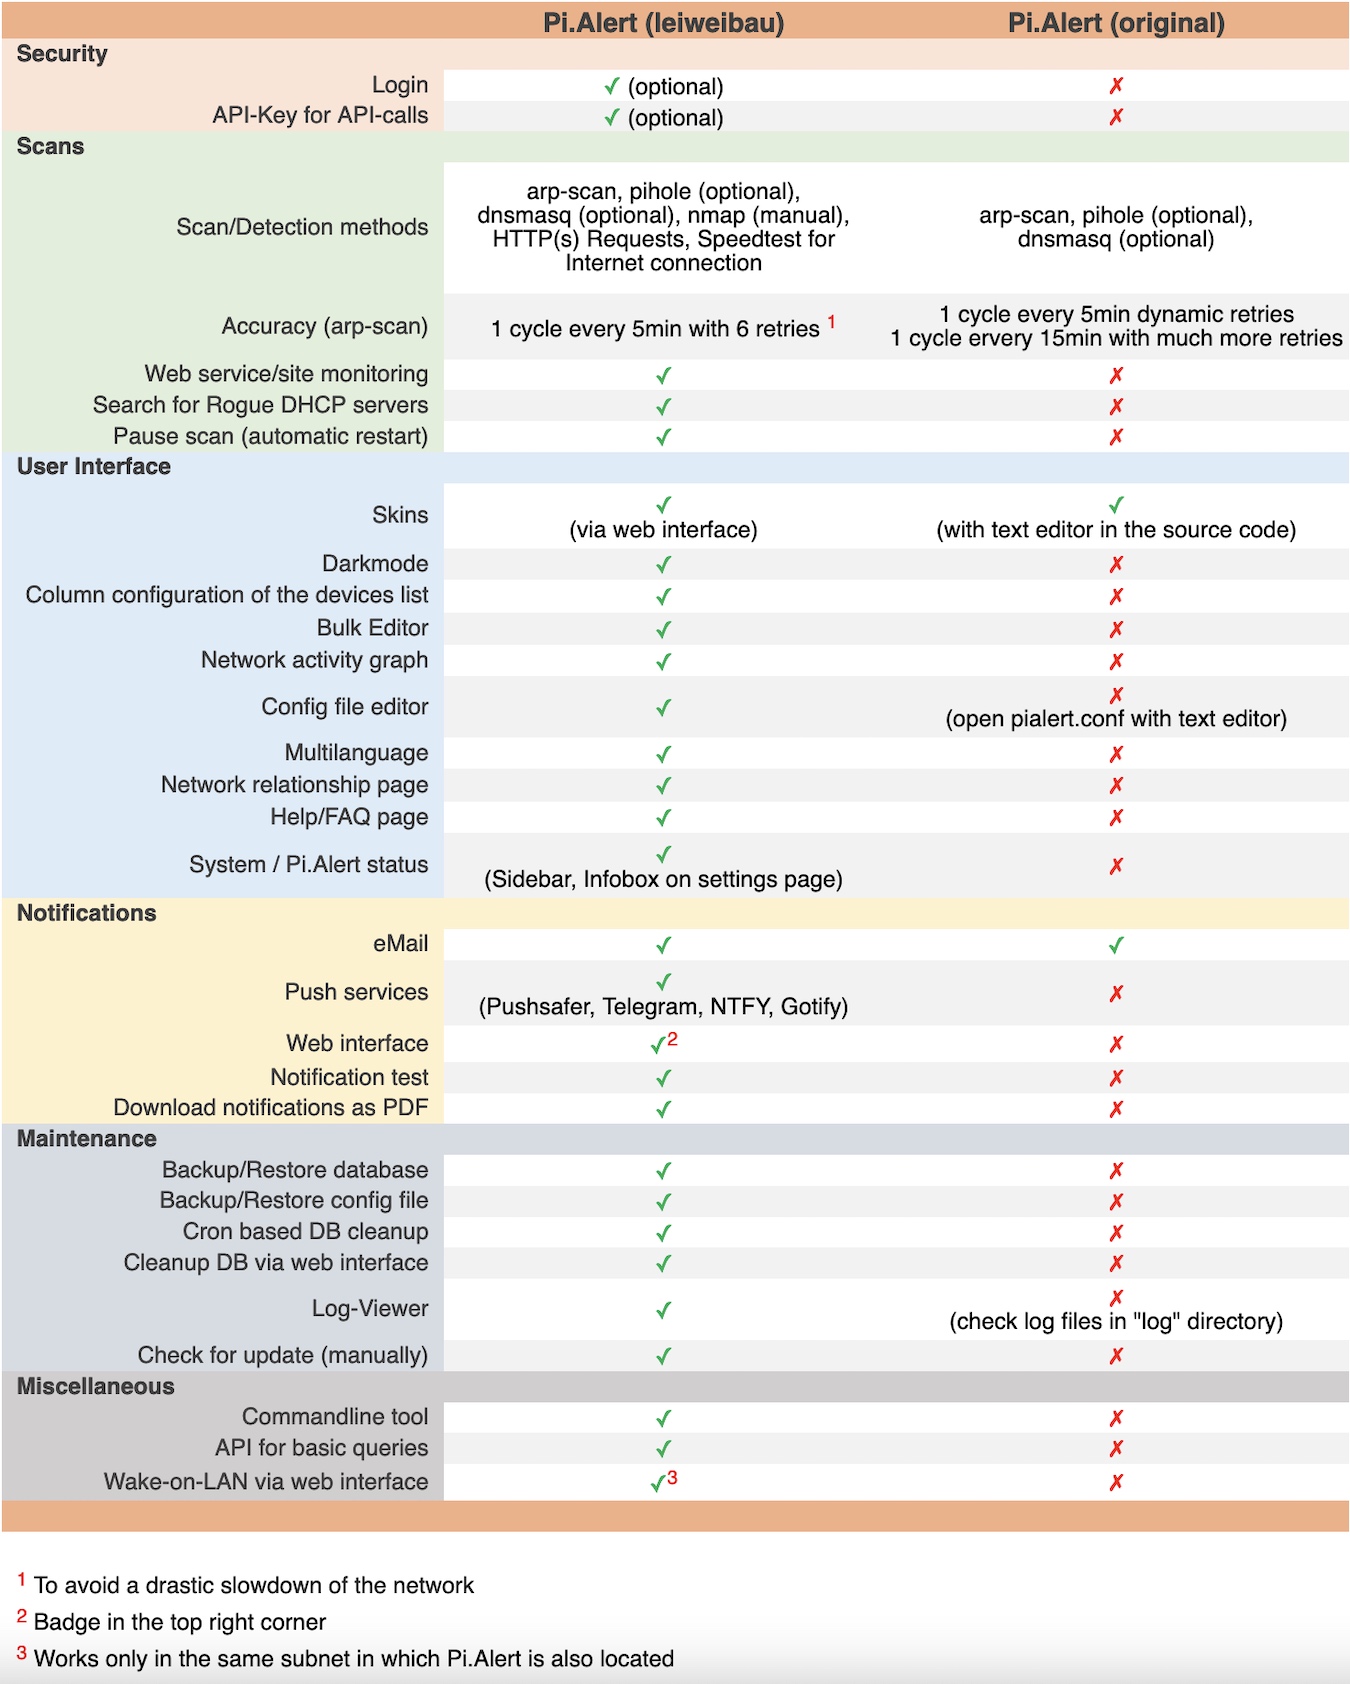 Pi.Alert (leiweibau) Pi.Alert (original)
Security
Login ✓ (optional) ✗
API-Key for API-calls ✓ (optional) ✗
Scans
Scan/Detection methods
arp-scan, pihole (optional),
dnsmasq (optional), nmap (manual),
HTTP(s) Requests, Speedtest for
Internet connection
arp-scan, pihole (optional),
dnsmasq (optional)
Accuracy (arp-scan)
1 cycle every 5min with 6 retries 1
1 cycle every 5min dynamic retries
1 cycle ervery 15min with much more retries
Web service/site monitoring ✓ ✗
Search for Rogue DHCP servers ✓ ✗
Pause scan (automatic restart) ✓ ✗
User Interface
Skins
✓
(via web interface)
✓
(with text editor in the source code)
Darkmode ✓ ✗
Column configuration of the devices list ✓ ✗
Bulk Editor ✓ ✗
Network activity graph ✓ ✗
Config file editor ✓
✗
(open pialert.conf with text editor)
Multilanguage ✓ ✗
Network relationship page ✓ ✗
Help/FAQ page ✓ ✗
System / Pi.Alert status
✓
(Sidebar, Infobox on settings page)
✗
Notifications
eMail ✓ ✓
Push services
✓
(Pushsafer, Telegram, NTFY, Gotify)
✗
Web interface ✓2 ✗
Notification test ✓ ✗
Download notifications as PDF ✓ ✗
Maintenance
Backup/Restore database ✓ ✗
Backup/Restore config file ✓ ✗
Cron based DB cleanup ✓ ✗
Cleanup DB via web interface ✓ ✗
Log-Viewer ✓
✗
(check log files in "log" directory)
Check for update (manually) ✓ ✗
Miscellaneous
Commandline tool ✓ ✗
API for basic queries ✓ ✗
Wake-on-LAN via web interface ✓3 ✗
1 To avoid a drastic slowdown of the network
2 Badge in the top right corner
3 Works only in the same subnet in which Pi.Alert is also located